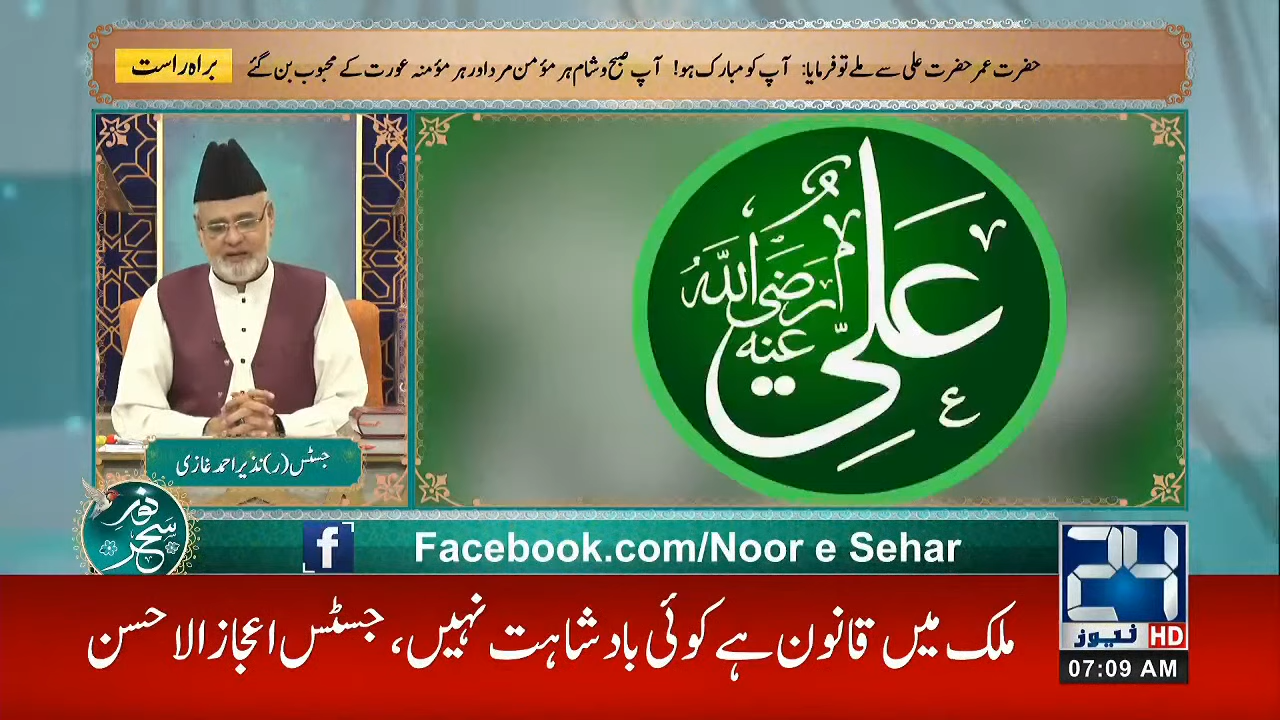 براہ راست
حضرت عمر حضرت علی سے ملے تو فرمایا: آپ کو مبارک ہو! آپ صبح و شام ہر مؤمن مرد اور ہر مؤمنہ عورت کے محبوب بن گئے
علی رضی اللہ عنہ
جسٹس (ر) نذیر احمد غازی
نور سحر
Facebook.com/Noor e Sehar
24
نیوز HD
07:09 AM
ملک میں قانون ہے کوئی بادشاہت نہیں، جسٹس اعجاز الاحسن